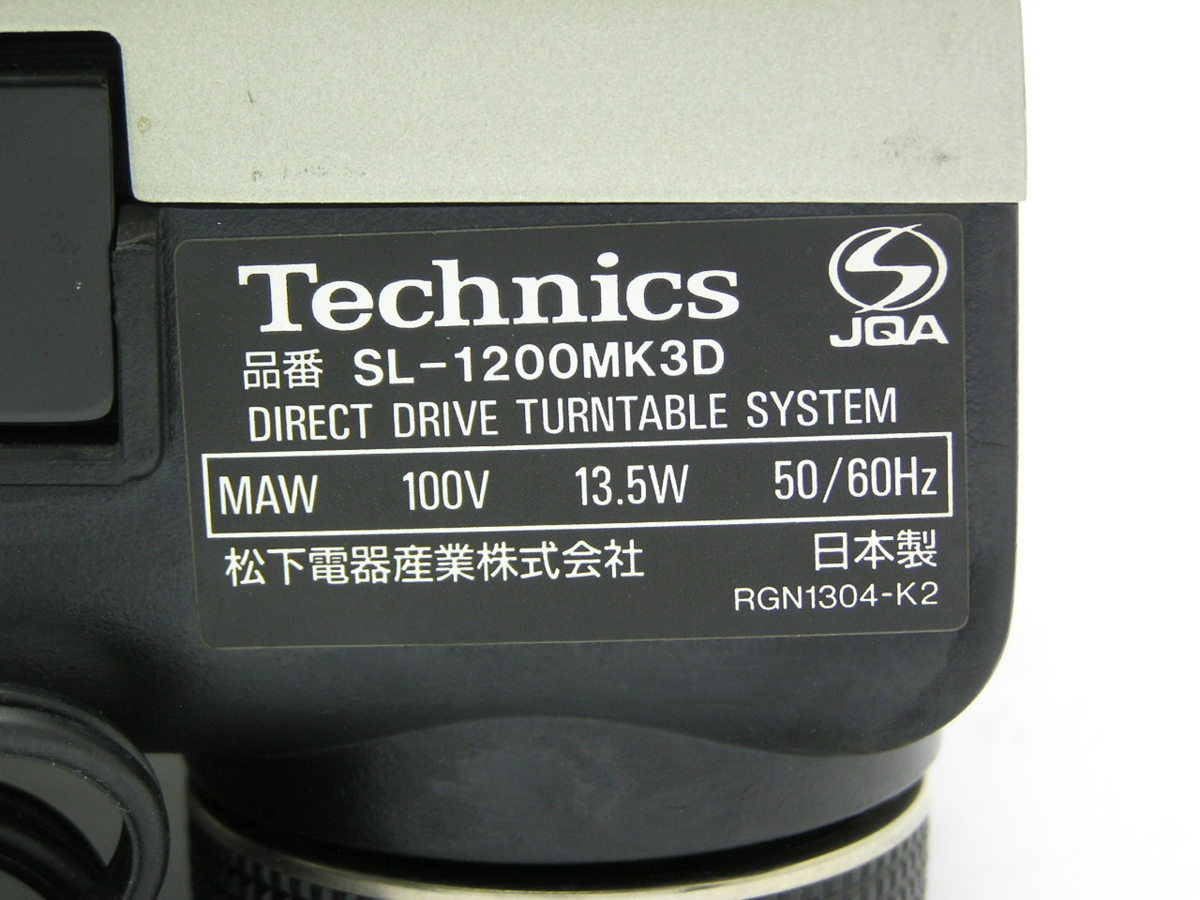 Technics
JQA
品番 SL-1200MK3D
DIRECT DRIVE TURNTABLE SYSTEM
MAW 100V 13.5W 50/60Hz
松下電器産業株式会社 日本製
RGN1304-K2